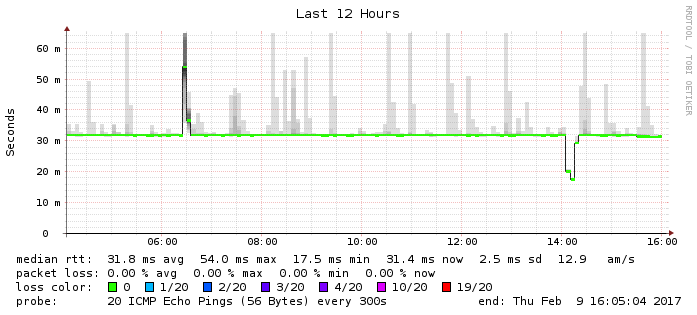 Last 12 Hours
RRDTOOL / TOBI OETIKER
Seconds
60 m
50 m
40 m
30 m
20 m
10 m
0
06:00 08:00 10:00 12:00 14:00 16:00
median rtt: 31.8 ms avg 54.0 ms max 17.5 ms min 31.4 ms now 2.5 ms sd 12.9 am/s
packet loss: 0.00 % avg 0.00 % max 0.00 % min 0.00 % now
loss color: 0 1/20 2/20 3/20 4/20 10/20 19/20
probe: 20 ICMP Echo Pings (56 Bytes) every 300s end: Thu Feb 9 16:05:04 2017